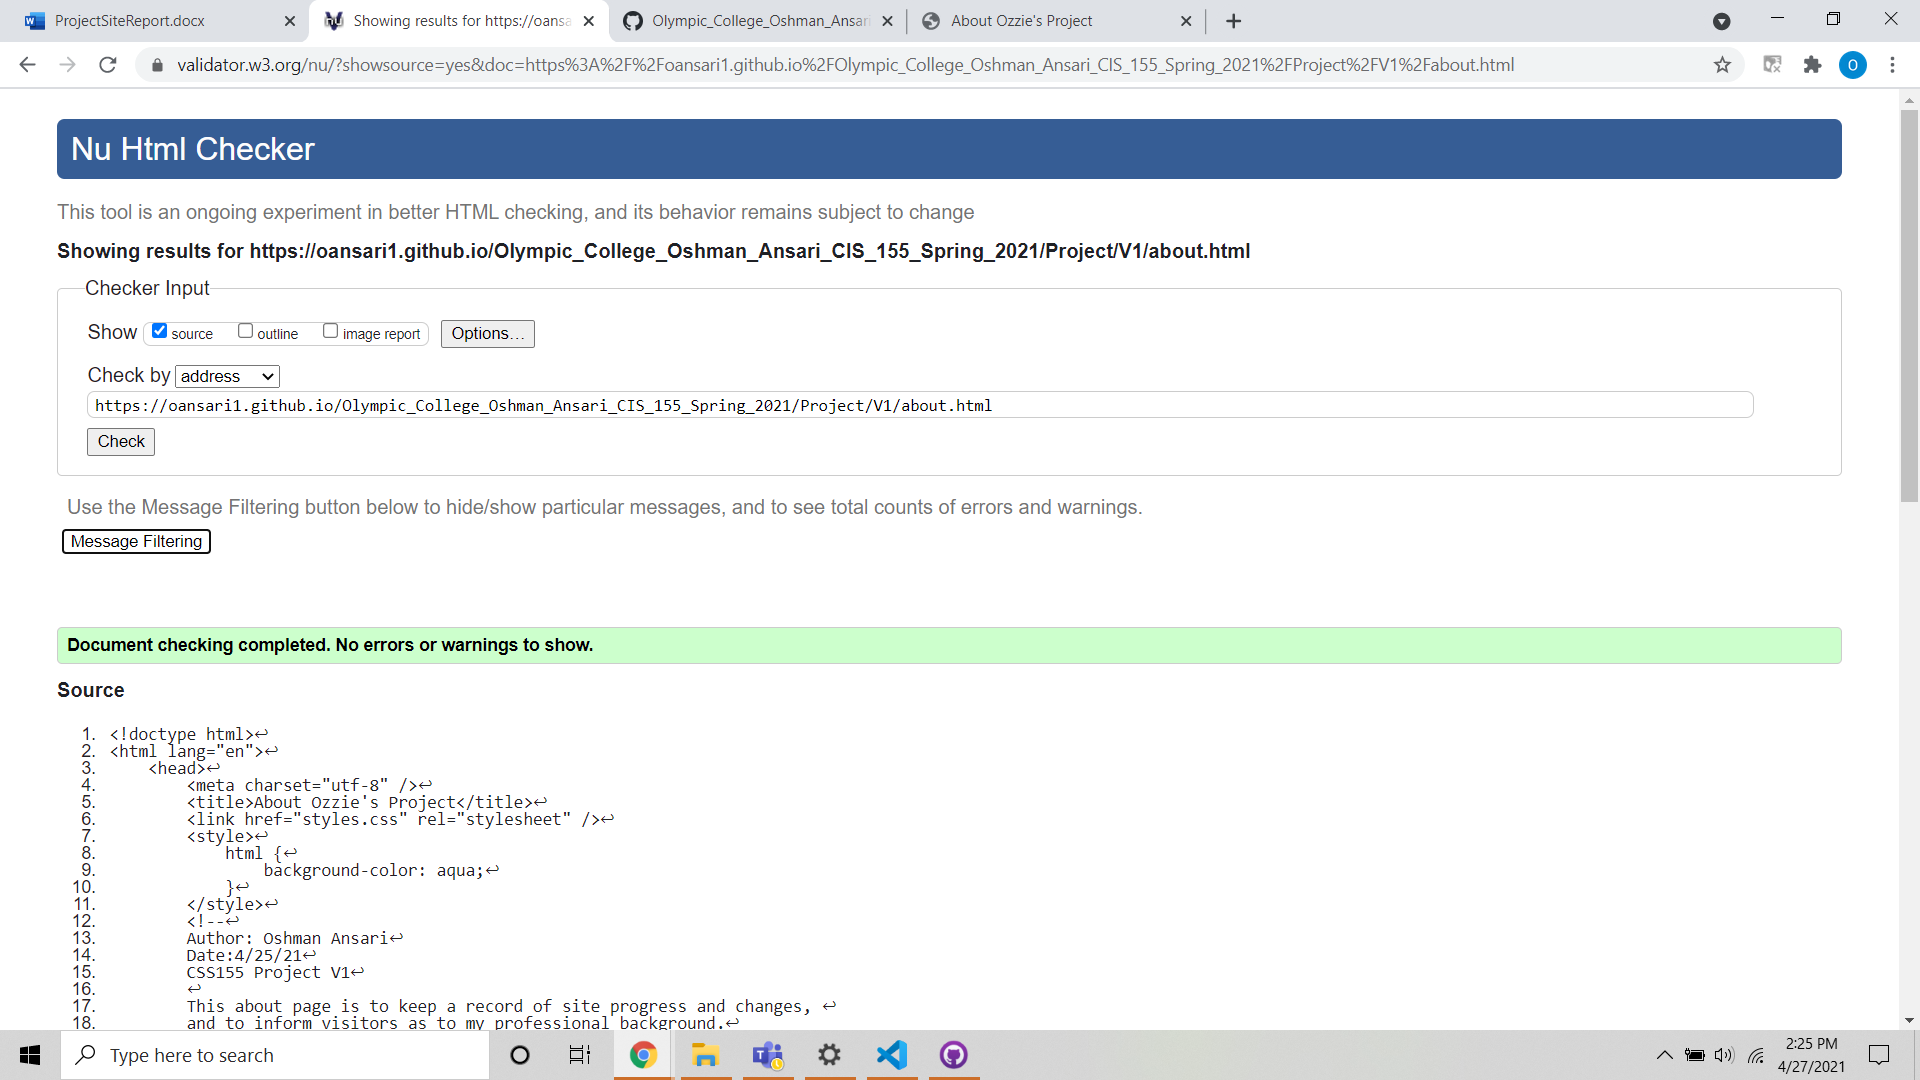 ProjectSiteReport.docx
Showing results for https://oansa
Olympic_College_Oshman_Ansari
About Ozzie's Project
validator.w3.org/nu/?showsource=yes&doc=https%3A%2F%2Foansari1.github.io%2FOlympic_College_Oshman_Ansari_CIS_155_Spring_2021%2FProject%2FV1%2Fabout.html
O
Nu Html Checker
This tool is an ongoing experiment in better HTML checking, and its behavior remains subject to change
Showing results for https://oansari1.github.io/Olympic_College_Oshman_Ansari_CIS_155_Spring_2021/Project/V1/about.html
Checker Input
Show source outline image report Options...
Check by address
https://oansari1.github.io/Olympic_College_Oshman_Ansari_CIS_155_Spring_2021/Project/V1/about.html
Check
Use the Message Filtering button below to hide/show particular messages, and to see total counts of errors and warnings.
Message Filtering
Document checking completed. No errors or warnings to show.
Source
1. <!doctype html>↩
2. <html lang="en">↩
3. <head>↩
4. <meta charset="utf-8" />↩
5. <title>About Ozzie's Project</title>↩
6. <link href="styles.css" rel="stylesheet" />↩
7. <style>↩
8. html {↩
9. background-color: aqua;↩
10. }↩
11. </style>↩
12. <!--↩
13. Author: Oshman Ansari↩
14. Date:4/25/21↩
15. CSS155 Project V1↩
16. ↩
17. This about page is to keep a record of site progress and changes, ↩
18. and to inform visitors as to my professional background.↩
Type here to search
2:25 PM
4/27/2021